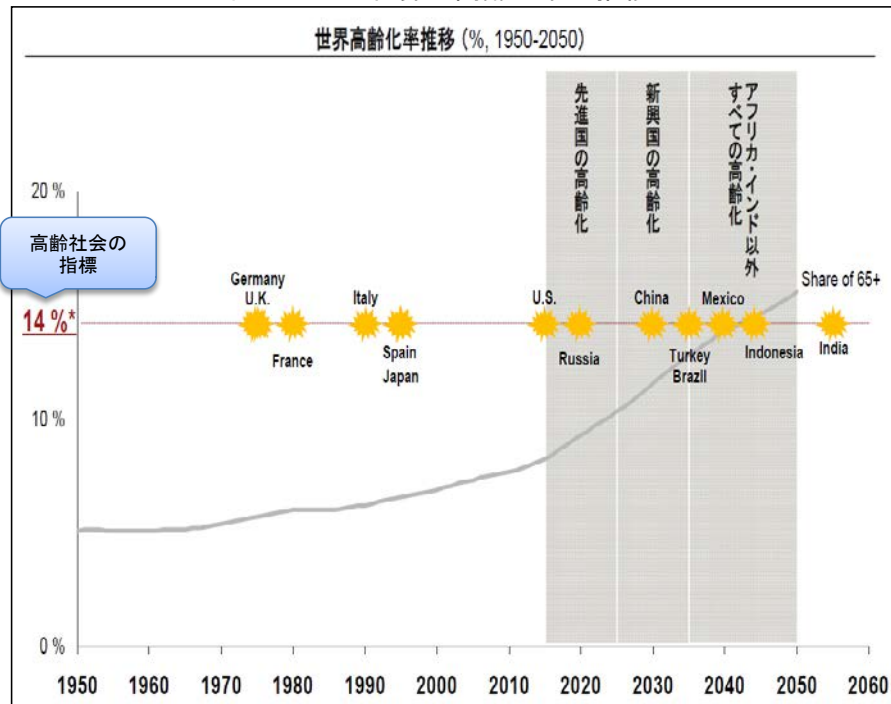 世界高齢化率推移 (%, 1950-2050)
先進国の高齢化
新興国の高齢化
アフリカ・インド以外
すべての高齢化
20 %
高齢社会の
指標
14 %*
10 %
0 %
Germany
U.K.
France
Italy
Spain
Japan
U.S.
Russia
China
Turkey
Brazil
Mexico
Indonesia
India
Share of 65+
1950 1960 1970 1980 1990 2000 2010 2020 2030 2040 2050 2060